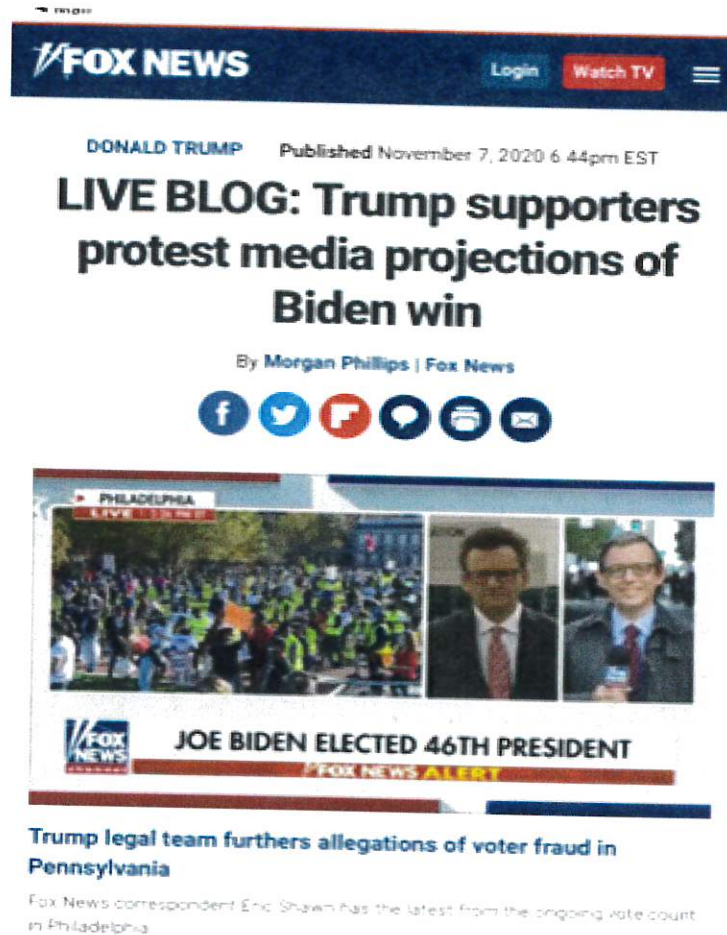 FOX NEWS
Login
Watch TV
DONALD TRUMP Published November 7, 2020 6:44pm EST
LIVE BLOG: Trump supporters
protest media projections of
Biden win
By Morgan Phillips | Fox News
PHILADELPHIA
LIVE
FOX
NEWS
JOE BIDEN ELECTED 46TH PRESIDENT
FOX NEWS ALERT
Trump legal team furthers allegations of voter fraud in
Pennsylvania
Fox News correspondent Eric Shawn has the latest from the ongoing vote count
in Philadelphia